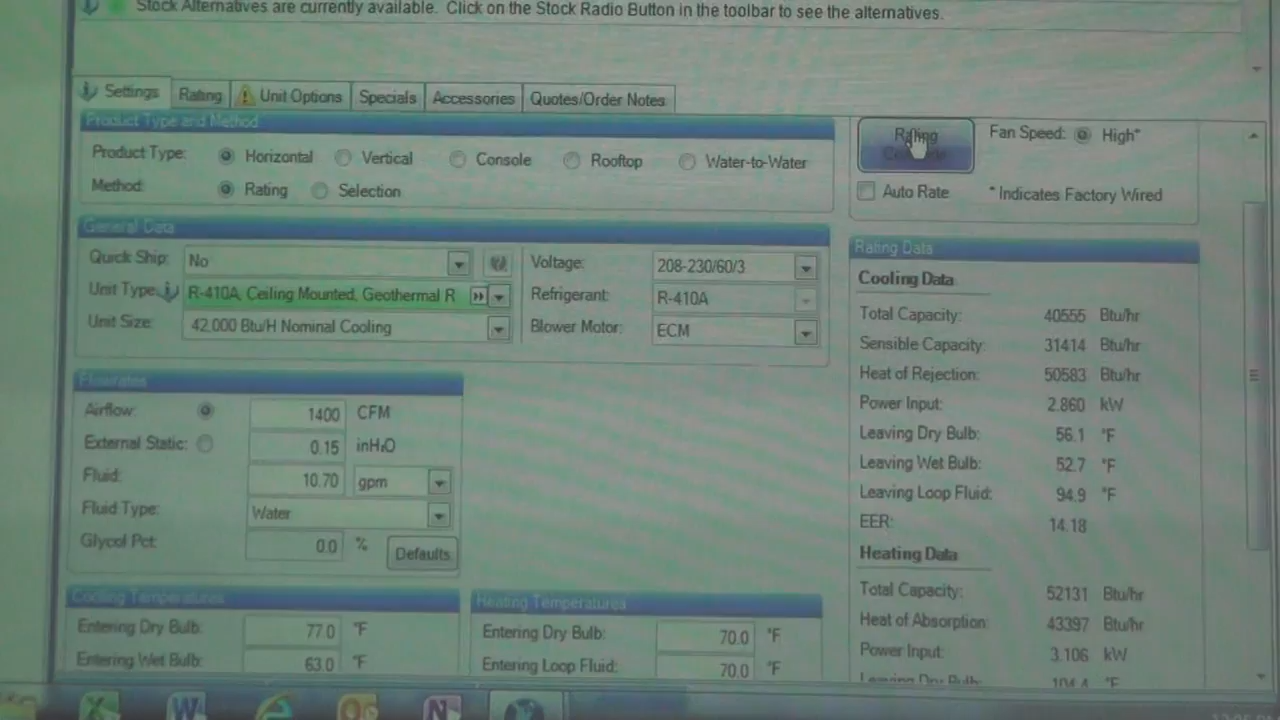 Stock Alternatives are currently available. Click on the Stock Radio Button in the toolbar to see the alternatives.
Settings Rating Unit Options Specials Accessories Quotes/Order Notes
Product Type and Method
Product Type: Horizontal Vertical Console Rooftop Water-to-Water
Method: Rating Selection
Rating
Fan Speed: High*
Auto Rate * Indicates Factory Wired
General Data
Quick Ship: No
Unit Type: R-410A, Ceiling Mounted, Geothermal R
Unit Size: 42,000 Btu/H Nominal Cooling
Voltage: 208-230/60/3
Refrigerant: R-410A
Blower Motor: ECM
Flowrates
Airflow: 1400 CFM
External Static: 0.15 inH2O
Fluid: 10.70 gpm
Fluid Type: Water
Glycol Pct: 0.0 % Defaults
Cooling Temperatures
Entering Dry Bulb: 77.0 °F
Entering Wet Bulb: 63.0 °F
Heating Temperatures
Entering Dry Bulb: 70.0 °F
Entering Loop Fluid: 70.0 °F
Rating Data
Cooling Data
Total Capacity: 40555 Btu/hr
Sensible Capacity: 31414 Btu/hr
Heat of Rejection: 50583 Btu/hr
Power Input: 2.860 kW
Leaving Dry Bulb: 56.1 °F
Leaving Wet Bulb: 52.7 °F
Leaving Loop Fluid: 94.9 °F
EER: 14.18
Heating Data
Total Capacity: 52131 Btu/hr
Heat of Absorption: 43397 Btu/hr
Power Input: 3.106 kW
Leaving Dry Bulb: 104.4 °F